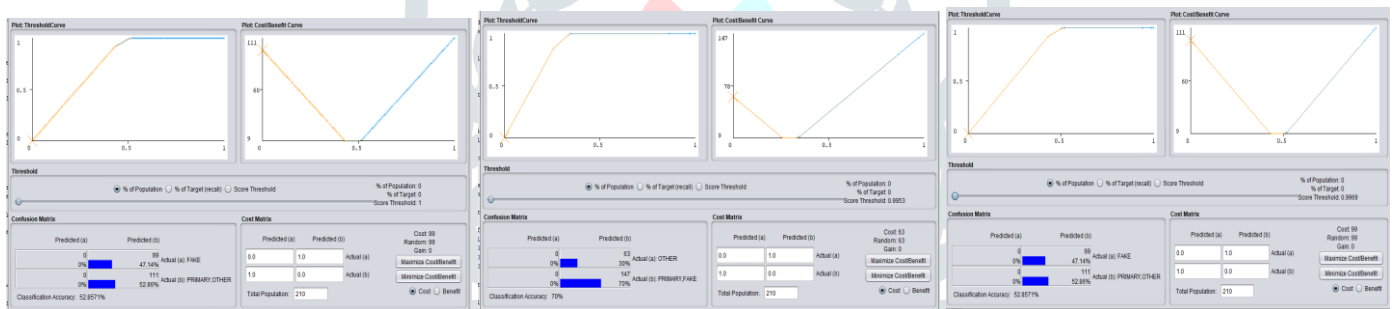 Plot: ThresholdCurve
Plot: Cost/Benefit Curve
1
0.5
0
0
0.5
1
111
60
9
0
0.5
1
Threshold
% of Population
% of Target (recall)
Score Threshold
% of Population: 0
% of Target: 0
Score Threshold: 1
Confusion Matrix
Predicted (a) Predicted (b)
0 99
0% 47.14% Actual (a): FAKE
0 111
0% 52.86% Actual (b): PRIMARY,OTHER
Classification Accuracy: 52.8571%
Cost Matrix
Predicted (a) Predicted (b)
0.0 1.0 Actual (a)
1.0 0.0 Actual (b)
Total Population: 210
Cost: 99
Random: 99
Gain: 0
Maximize Cost/Benefit
Minimize Cost/Benefit
Cost Benefit
Plot: ThresholdCurve
Plot: Cost/Benefit Curve
1
0.5
0
0
0.5
1
147
78
9
0
0.5
1
Threshold
% of Population
% of Target (recall)
Score Threshold
% of Population: 0
% of Target: 0
Score Threshold: 0.9953
Confusion Matrix
Predicted (a) Predicted (b)
0 63
0% 30% Actual (a): OTHER
0 147
0% 70% Actual (b): PRIMARY,FAKE
Classification Accuracy: 70%
Cost Matrix
Predicted (a) Predicted (b)
0.0 1.0 Actual (a)
1.0 0.0 Actual (b)
Total Population: 210
Cost: 63
Random: 63
Gain: 0
Maximize Cost/Benefit
Minimize Cost/Benefit
Cost Benefit
Plot: ThresholdCurve
Plot: Cost/Benefit Curve
1
0.5
0
0
0.5
1
111
60
9
0
0.5
1
Threshold
% of Population
% of Target (recall)
Score Threshold
% of Population: 0
% of Target: 0
Score Threshold: 0.9969
Confusion Matrix
Predicted (a) Predicted (b)
0 99
0% 47.14% Actual (a): FAKE
0 111
0% 52.86% Actual (b): PRIMARY,OTHER
Classification Accuracy: 52.8571%
Cost Matrix
Predicted (a) Predicted (b)
0.0 1.0 Actual (a)
1.0 0.0 Actual (b)
Total Population: 210
Cost: 99
Random: 99
Gain: 0
Maximize Cost/Benefit
Minimize Cost/Benefit
Cost Benefit